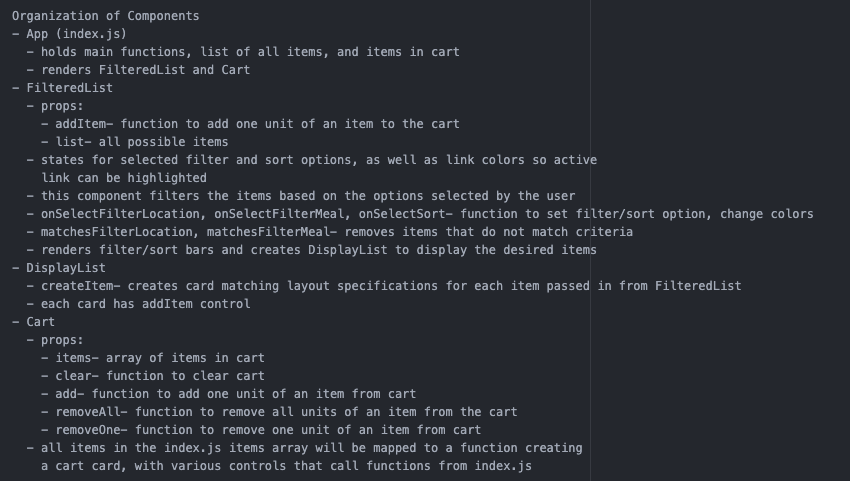 Organization of Components
- App (index.js)
  - holds main functions, list of all items, and items in cart
  - renders FilteredList and Cart
- FilteredList
  - props:
    - addItem- function to add one unit of an item to the cart
    - list- all possible items
  - states for selected filter and sort options, as well as link colors so active
    link can be highlighted
  - this component filters the items based on the options selected by the user
  - onSelectFilterLocation, onSelectFilterMeal, onSelectSort- function to set filter/sort option, change colors
  - matchesFilterLocation, matchesFilterMeal- removes items that do not match criteria
  - renders filter/sort bars and creates DisplayList to display the desired items
- DisplayList
  - createItem- creates card matching layout specifications for each item passed in from FilteredList
  - each card has addItem control
- Cart
  - props:
    - items- array of items in cart
    - clear- function to clear cart
    - add- function to add one unit of an item from cart
    - removeAll- function to remove all units of an item from the cart
    - removeOne- function to remove one unit of an item from cart
  - all items in the index.js items array will be mapped to a function creating
    a cart card, with various controls that call functions from index.js